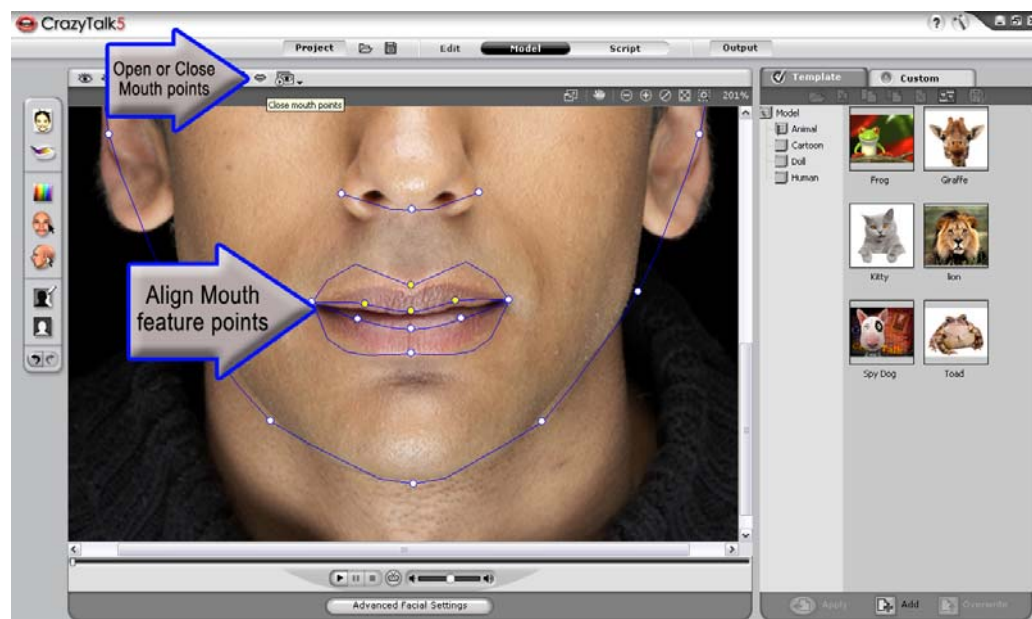 CrazyTalk5
Project
Edit
Model
Script
Output
Open or Close
Mouth points
Close mouth points
201%
Align Mouth
feature points
Advanced Facial Settings
Template
Custom
Model
Animal
Cartoon
Doll
Human
Frog
Giraffe
Kitty
lion
Spy Dog
Toad
Apply
Add
Overwrite